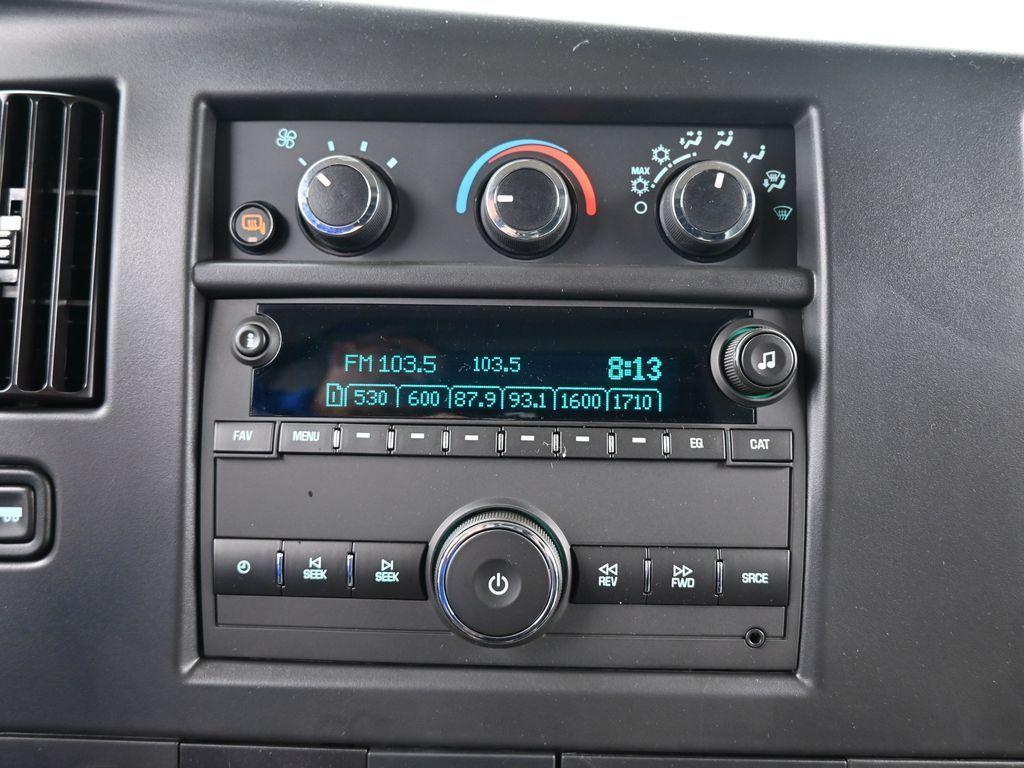 MAX
FM 103.5 103.5 8:13
530 600 87.9 93.1 1600 1710
FAV MENU EQ CAT
SEEK SEEK REV FWD SRCE